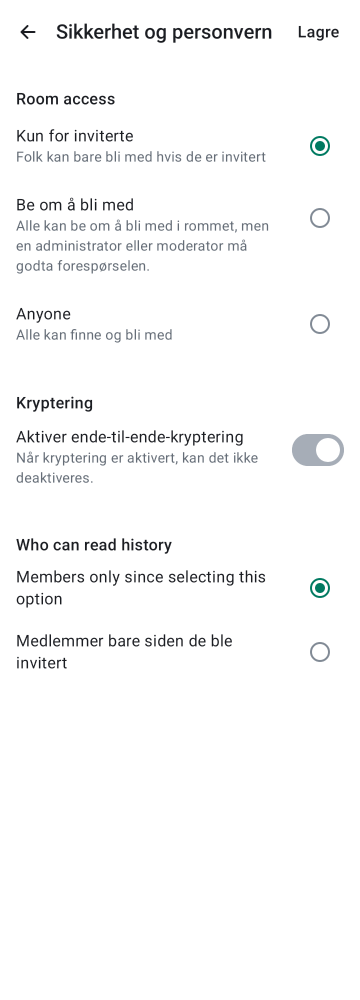 Sikkerhet og personvern
Lagre
Room access
Kun for inviterte
Folk kan bare bli med hvis de er invitert
Be om å bli med
Alle kan be om å bli med i rommet, men
en administrator eller moderator må
godta forespørselen.
Anyone
Alle kan finne og bli med
Kryptering
Aktiver ende-til-ende-kryptering
Når kryptering er aktivert, kan det ikke
deaktiveres.
Who can read history
Members only since selecting this
option
Medlemmer bare siden de ble
invitert